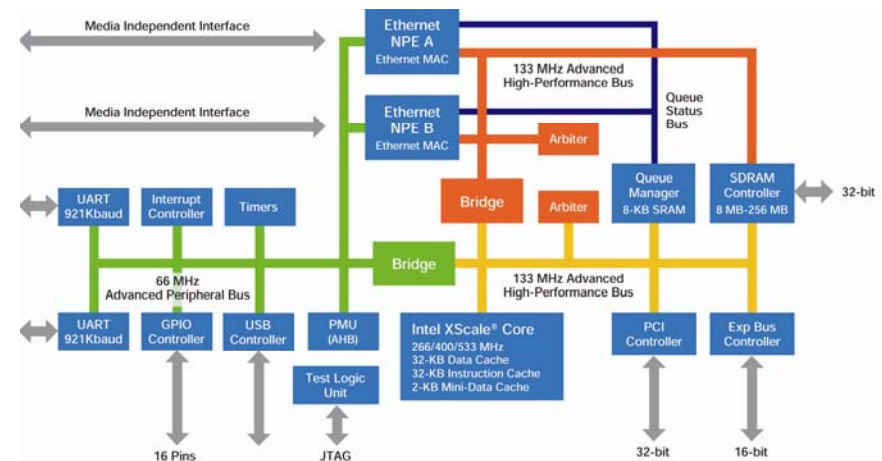 Media Independent Interface
Ethernet
NPE A
Ethernet MAC
133 MHz Advanced
High-Performance Bus
Queue
Status
Bus
Media Independent Interface
Ethernet
NPE B
Ethernet MAC
Arbiter
UART
921Kbaud
Interrupt
Controller
Timers
Bridge
Arbiter
Queue
Manager
8-KB SRAM
SDRAM
Controller
8 MB-256 MB
32-bit
Bridge
66 MHz
Advanced Peripheral Bus
133 MHz Advanced
High-Performance Bus
UART
921Kbaud
GPIO
Controller
USB
Controller
PMU
(AHB)
Intel XScale® Core
266/400/533 MHz
32-KB Data Cache
32-KB Instruction Cache
2-KB Mini-Data Cache
PCI
Controller
Exp Bus
Controller
Test Logic
Unit
16 Pins
JTAG
32-bit
16-bit